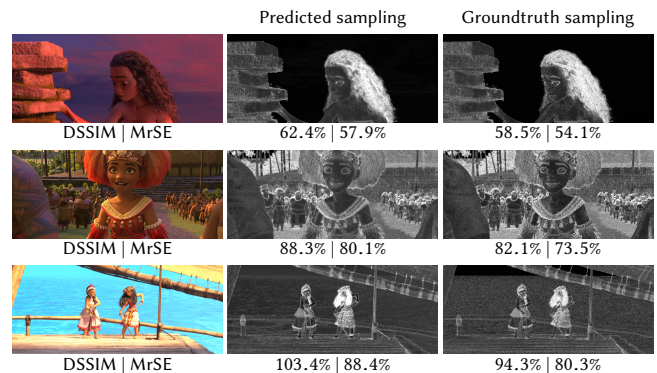 Predicted sampling Groundtruth sampling
DSSIM | MrSE 62.4% | 57.9% 58.5% | 54.1%
DSSIM | MrSE 88.3% | 80.1% 82.1% | 73.5%
DSSIM | MrSE 103.4% | 88.4% 94.3% | 80.3%